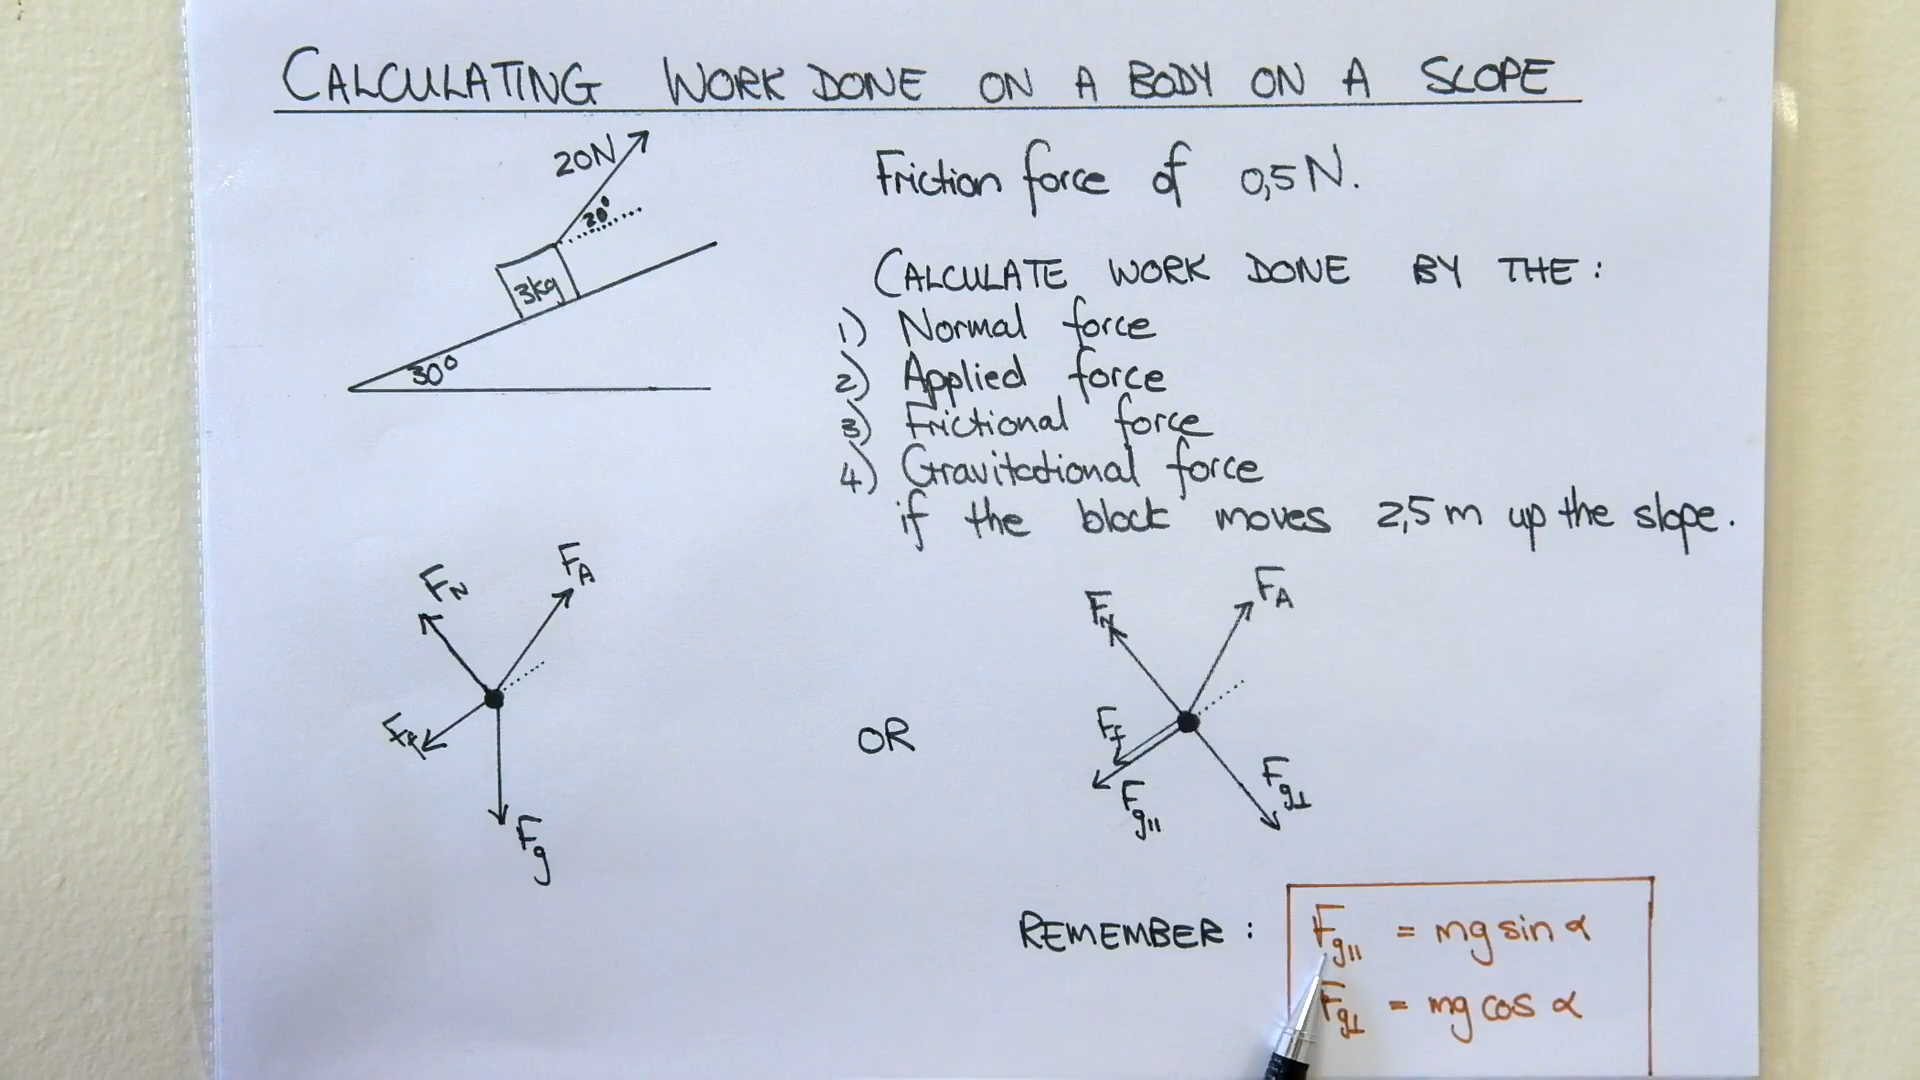 CALCULATING WORK DONE ON A BODY ON A SLOPE
20N
20°
3kg
30°
Friction force of 0,5N.
CALCULATE WORK DONE BY THE:
1) Normal force
2) Applied force
3) Frictional force
4) Gravitational force
if the block moves 2,5m up the slope.
FN
FA
Ff
Fg
OR
FN
FA
Ff
Fg||
Fg⊥
REMEMBER:
Fg|| = mg sin α
Fg⊥ = mg cos α